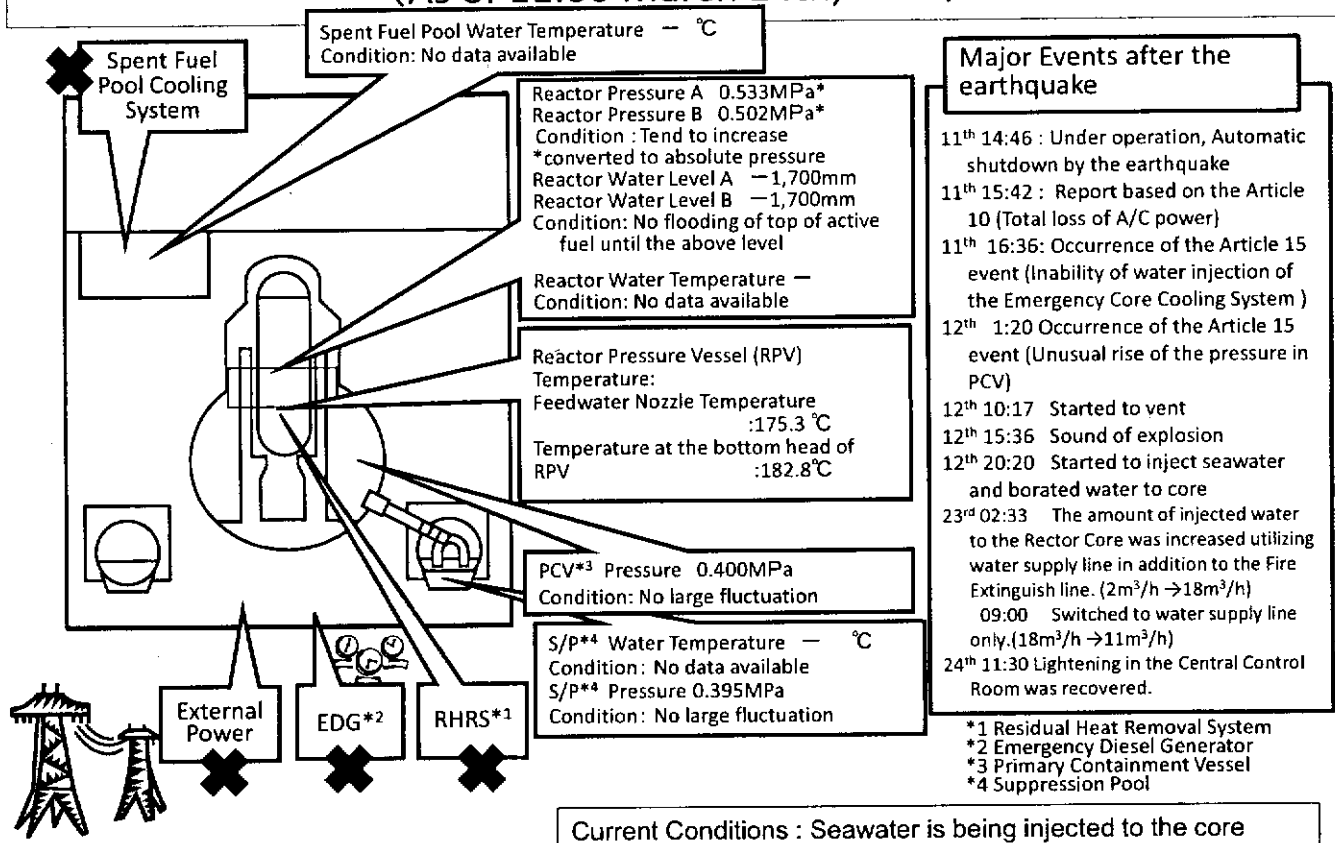 Spent Fuel Pool Water Temperature － ℃
Condition: No data available
Spent Fuel
Pool Cooling
System
Reactor Pressure A 0.533MPa*
Reactor Pressure B 0.502MPa*
Condition : Tend to increase
*converted to absolute pressure
Reactor Water Level A －1,700mm
Reactor Water Level B －1,700mm
Condition: No flooding of top of active
fuel until the above level
Reactor Water Temperature －
Condition: No data available
Reactor Pressure Vessel (RPV)
Temperature:
Feedwater Nozzle Temperature
:175.3 ℃
Temperature at the bottom head of
RPV :182.8℃
PCV*3 Pressure 0.400MPa
Condition: No large fluctuation
S/P*4 Water Temperature － ℃
Condition: No data available
S/P*4 Pressure 0.395MPa
Condition: No large fluctuation
External
Power
EDG*2
RHRS*1
Major Events after the
earthquake
11th 14:46 : Under operation, Automatic
shutdown by the earthquake
11th 15:42 : Report based on the Article
10 (Total loss of A/C power)
11th 16:36: Occurrence of the Article 15
event (Inability of water injection of
the Emergency Core Cooling System )
12th 1:20 Occurrence of the Article 15
event (Unusual rise of the pressure in
PCV)
12th 10:17 Started to vent
12th 15:36 Sound of explosion
12th 20:20 Started to inject seawater
and borated water to core
23rd 02:33 The amount of injected water
to the Rector Core was increased utilizing
water supply line in addition to the Fire
Extinguish line. (2m³/h →18m³/h)
09:00 Switched to water supply line
only.(18m³/h →11m³/h)
24th 11:30 Lightening in the Central Control
Room was recovered.
*1 Residual Heat Removal System
*2 Emergency Diesel Generator
*3 Primary Containment Vessel
*4 Suppression Pool
Current Conditions : Seawater is being injected to the core